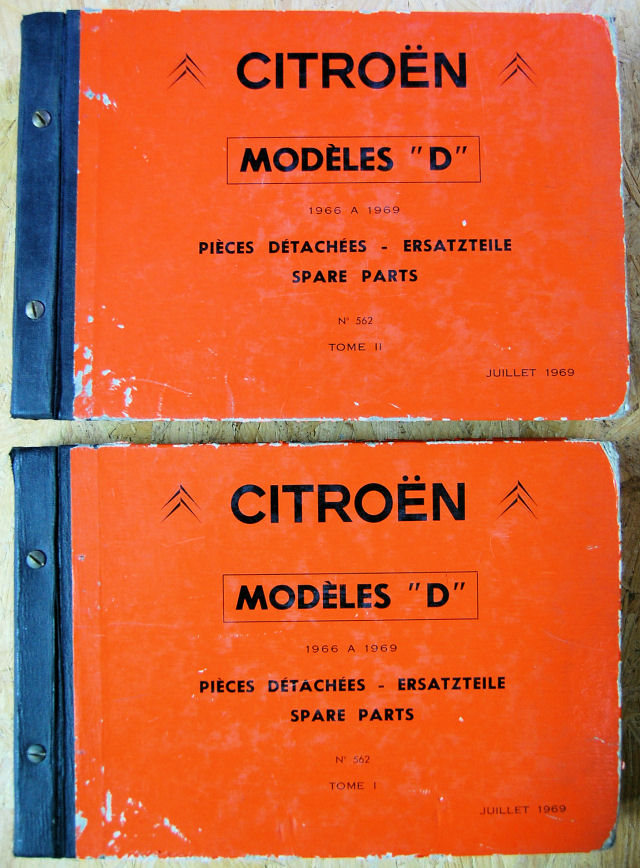 CITROËN
MODÈLES "D"
1966 A 1969
PIÈCES DÉTACHÉES - ERSATZTEILE
SPARE PARTS
N° 562
TOME II
JUILLET 1969
CITROËN
MODÈLES "D"
1966 A 1969
PIÈCES DÉTACHÉES - ERSATZTEILE
SPARE PARTS
N° 562
TOME I
JUILLET 1969